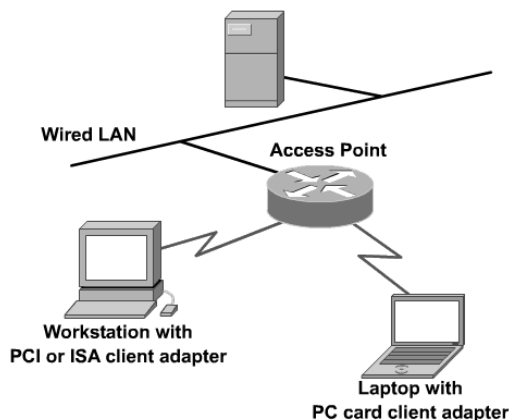 Wired LAN
Access Point
Workstation with
PCI or ISA client adapter
Laptop with
PC card client adapter